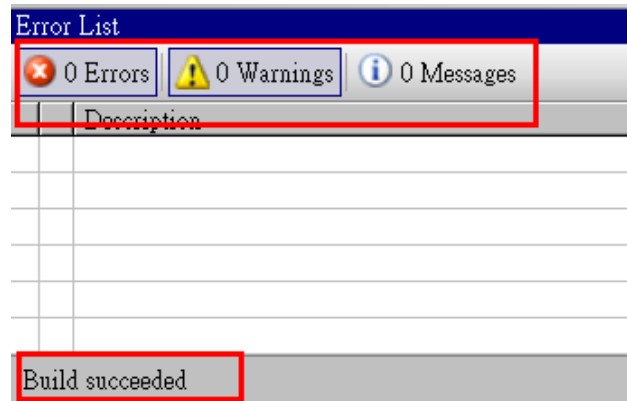 Error List
0 Errors 0 Warnings 0 Messages
Description
Build succeeded